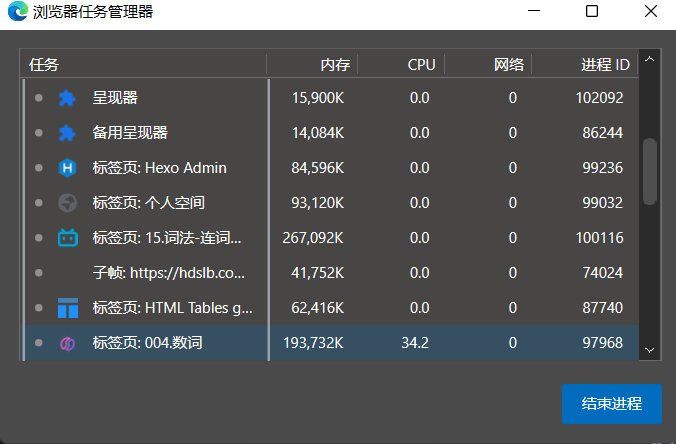 浏览器任务管理器
任务 内存 CPU 网络 进程 ID
呈现器 15,900K 0.0 0 102092
备用呈现器 14,084K 0.0 0 86244
标签页: Hexo Admin 84,596K 0.0 0 99236
标签页: 个人空间 93,120K 0.0 0 99032
标签页: 15.词法-连词... 267,092K 0.0 0 100116
子帧: https://hdslb.co... 41,752K 0.0 0 74024
标签页: HTML Tables g... 62,416K 0.0 0 87740
标签页: 004.数词 193,732K 34.2 0 97968
结束进程